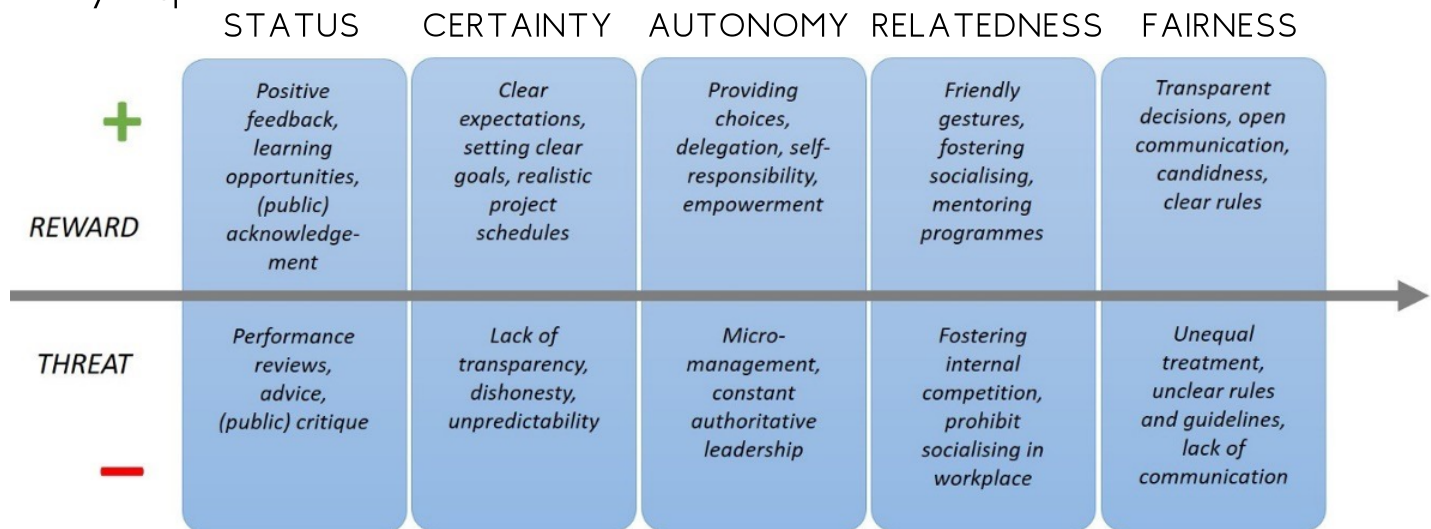 STATUS CERTAINTY AUTONOMY RELATEDNESS FAIRNESS
REWARD
Positive
feedback,
learning
opportunities,
(public)
acknowledge-
ment
Clear
expectations,
setting clear
goals, realistic
project
schedules
Providing
choices,
delegation, self-
responsibility,
empowerment
Friendly
gestures,
fostering
socialising,
mentoring
programmes
Transparent
decisions, open
communication,
candidness,
clear rules
THREAT
Performance
reviews,
advice,
(public) critique
Lack of
transparency,
dishonesty,
unpredictability
Micro-
management,
constant
authoritative
leadership
Fostering
internal
competition,
prohibit
socialising in
workplace
Unequal
treatment,
unclear rules
and guidelines,
lack of
communication